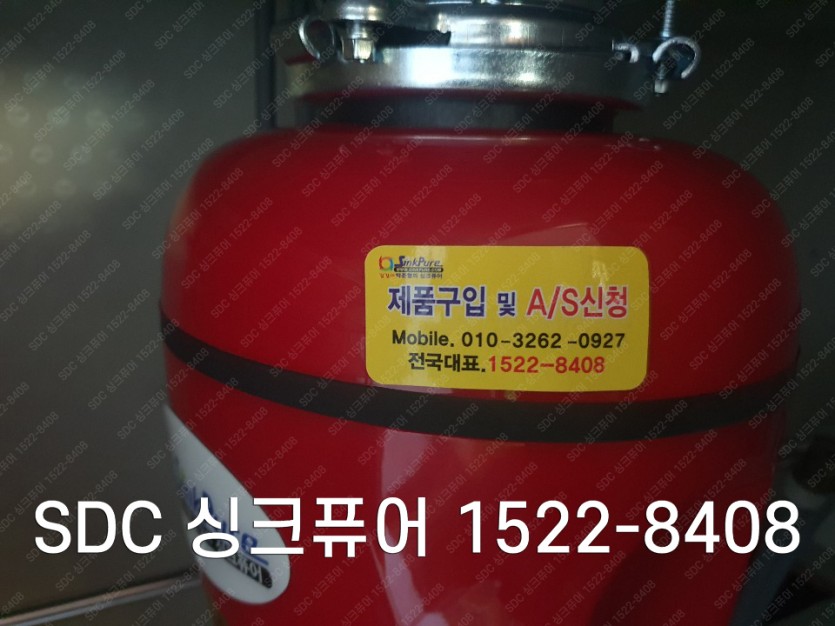 SinkPure
제품구입 및 A/S신청
Mobile. 010-3262-0927
전국대표.1522-8408
SDC 싱크퓨어 1522-8408